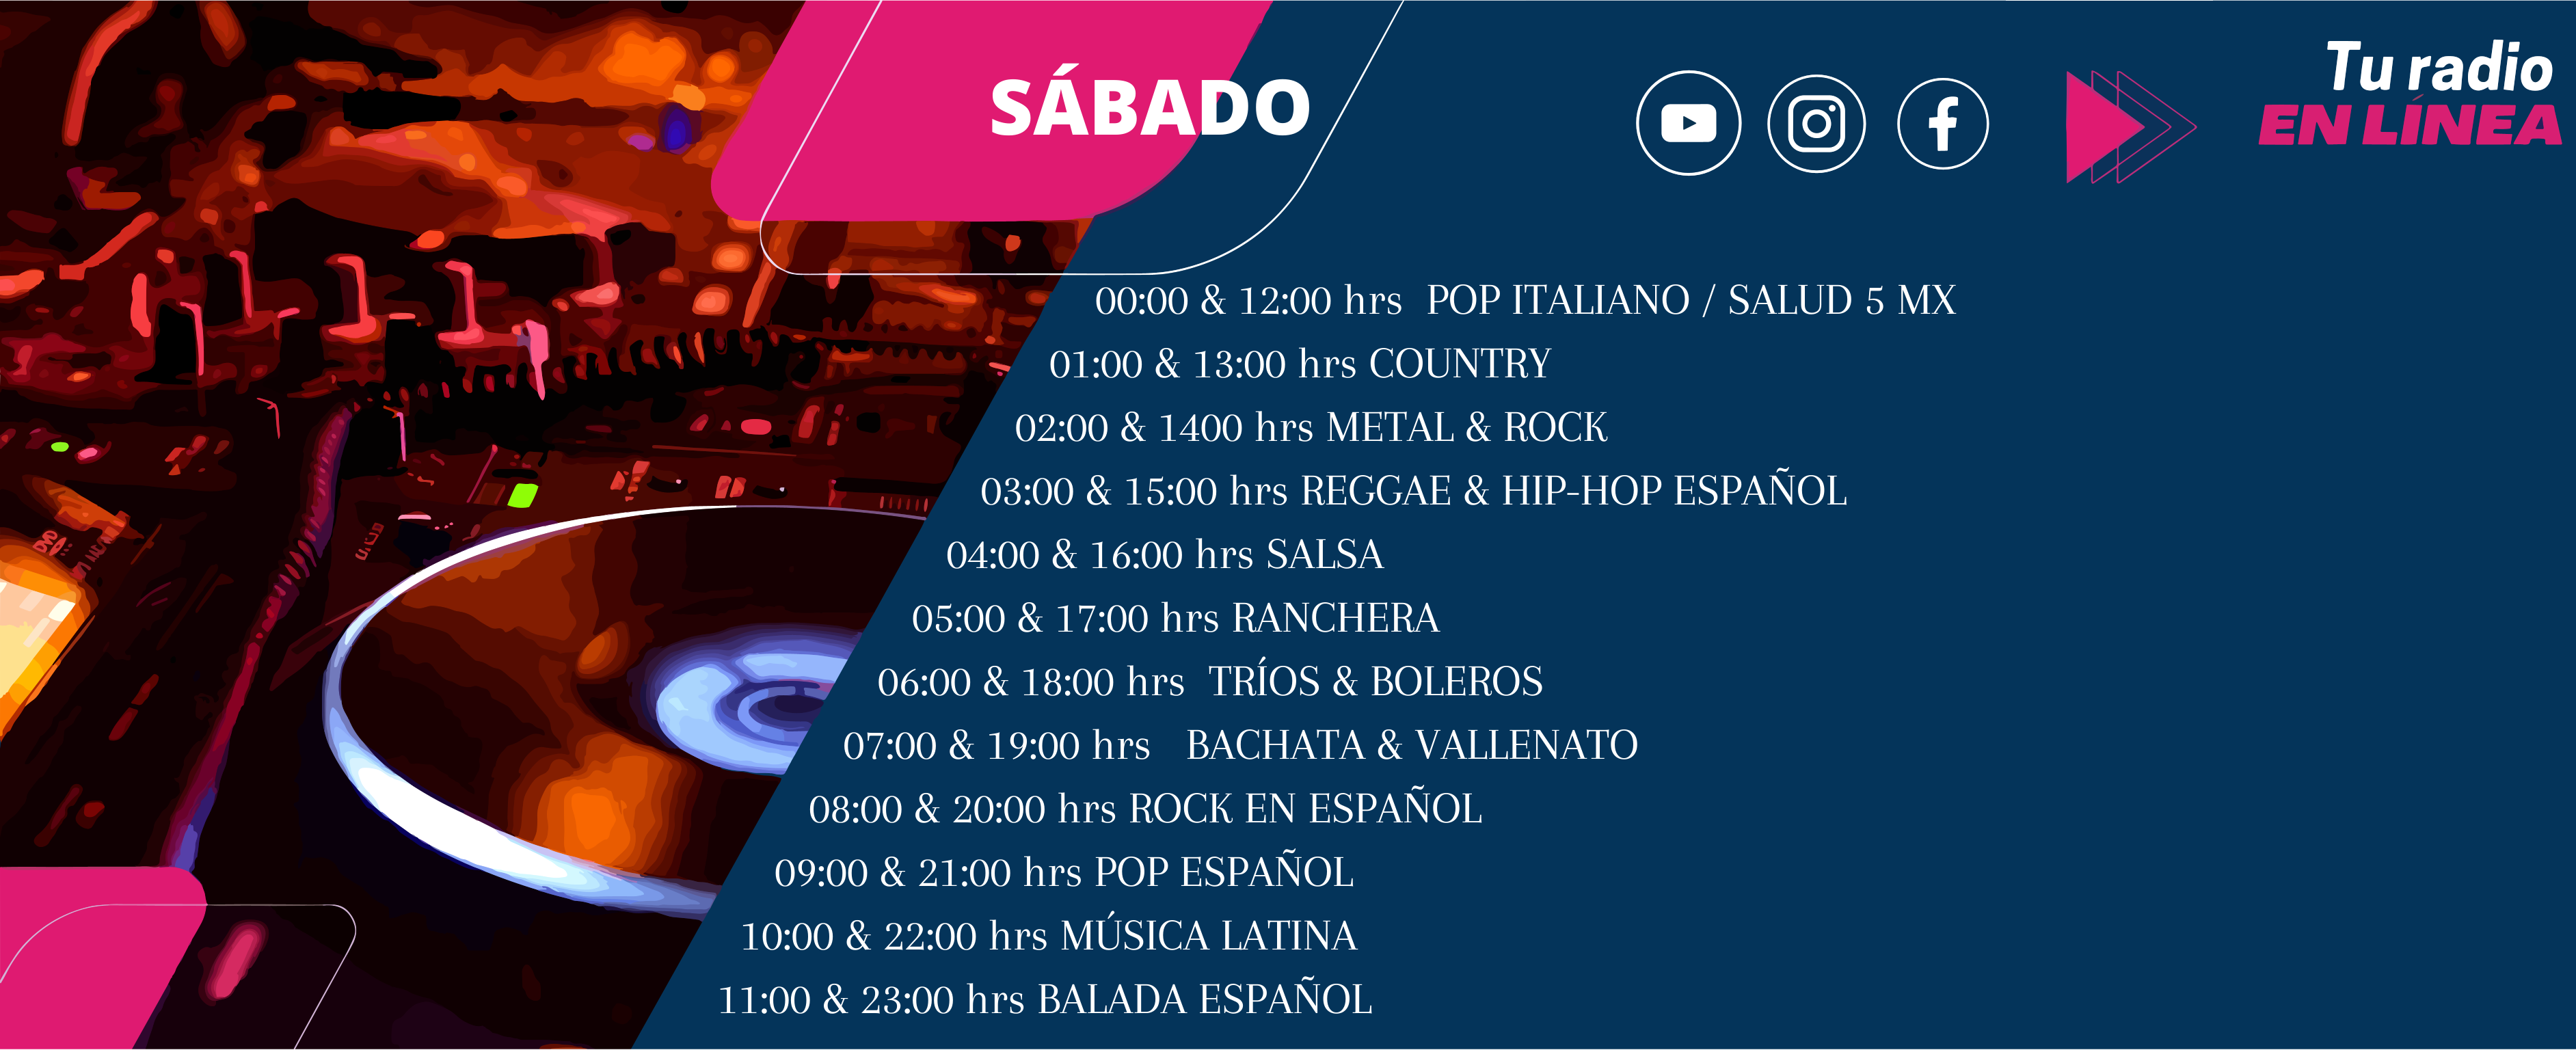 SÁBADO
Tu radio
EN LÍNEA
00:00 & 12:00 hrs POP ITALIANO / SALUD 5 MX
01:00 & 13:00 hrs COUNTRY
02:00 & 1400 hrs METAL & ROCK
03:00 & 15:00 hrs REGGAE & HIP-HOP ESPAÑOL
04:00 & 16:00 hrs SALSA
05:00 & 17:00 hrs RANCHERA
06:00 & 18:00 hrs TRÍOS & BOLEROS
07:00 & 19:00 hrs BACHATA & VALLENATO
08:00 & 20:00 hrs ROCK EN ESPAÑOL
09:00 & 21:00 hrs POP ESPAÑOL
10:00 & 22:00 hrs MÚSICA LATINA
11:00 & 23:00 hrs BALADA ESPAÑOL